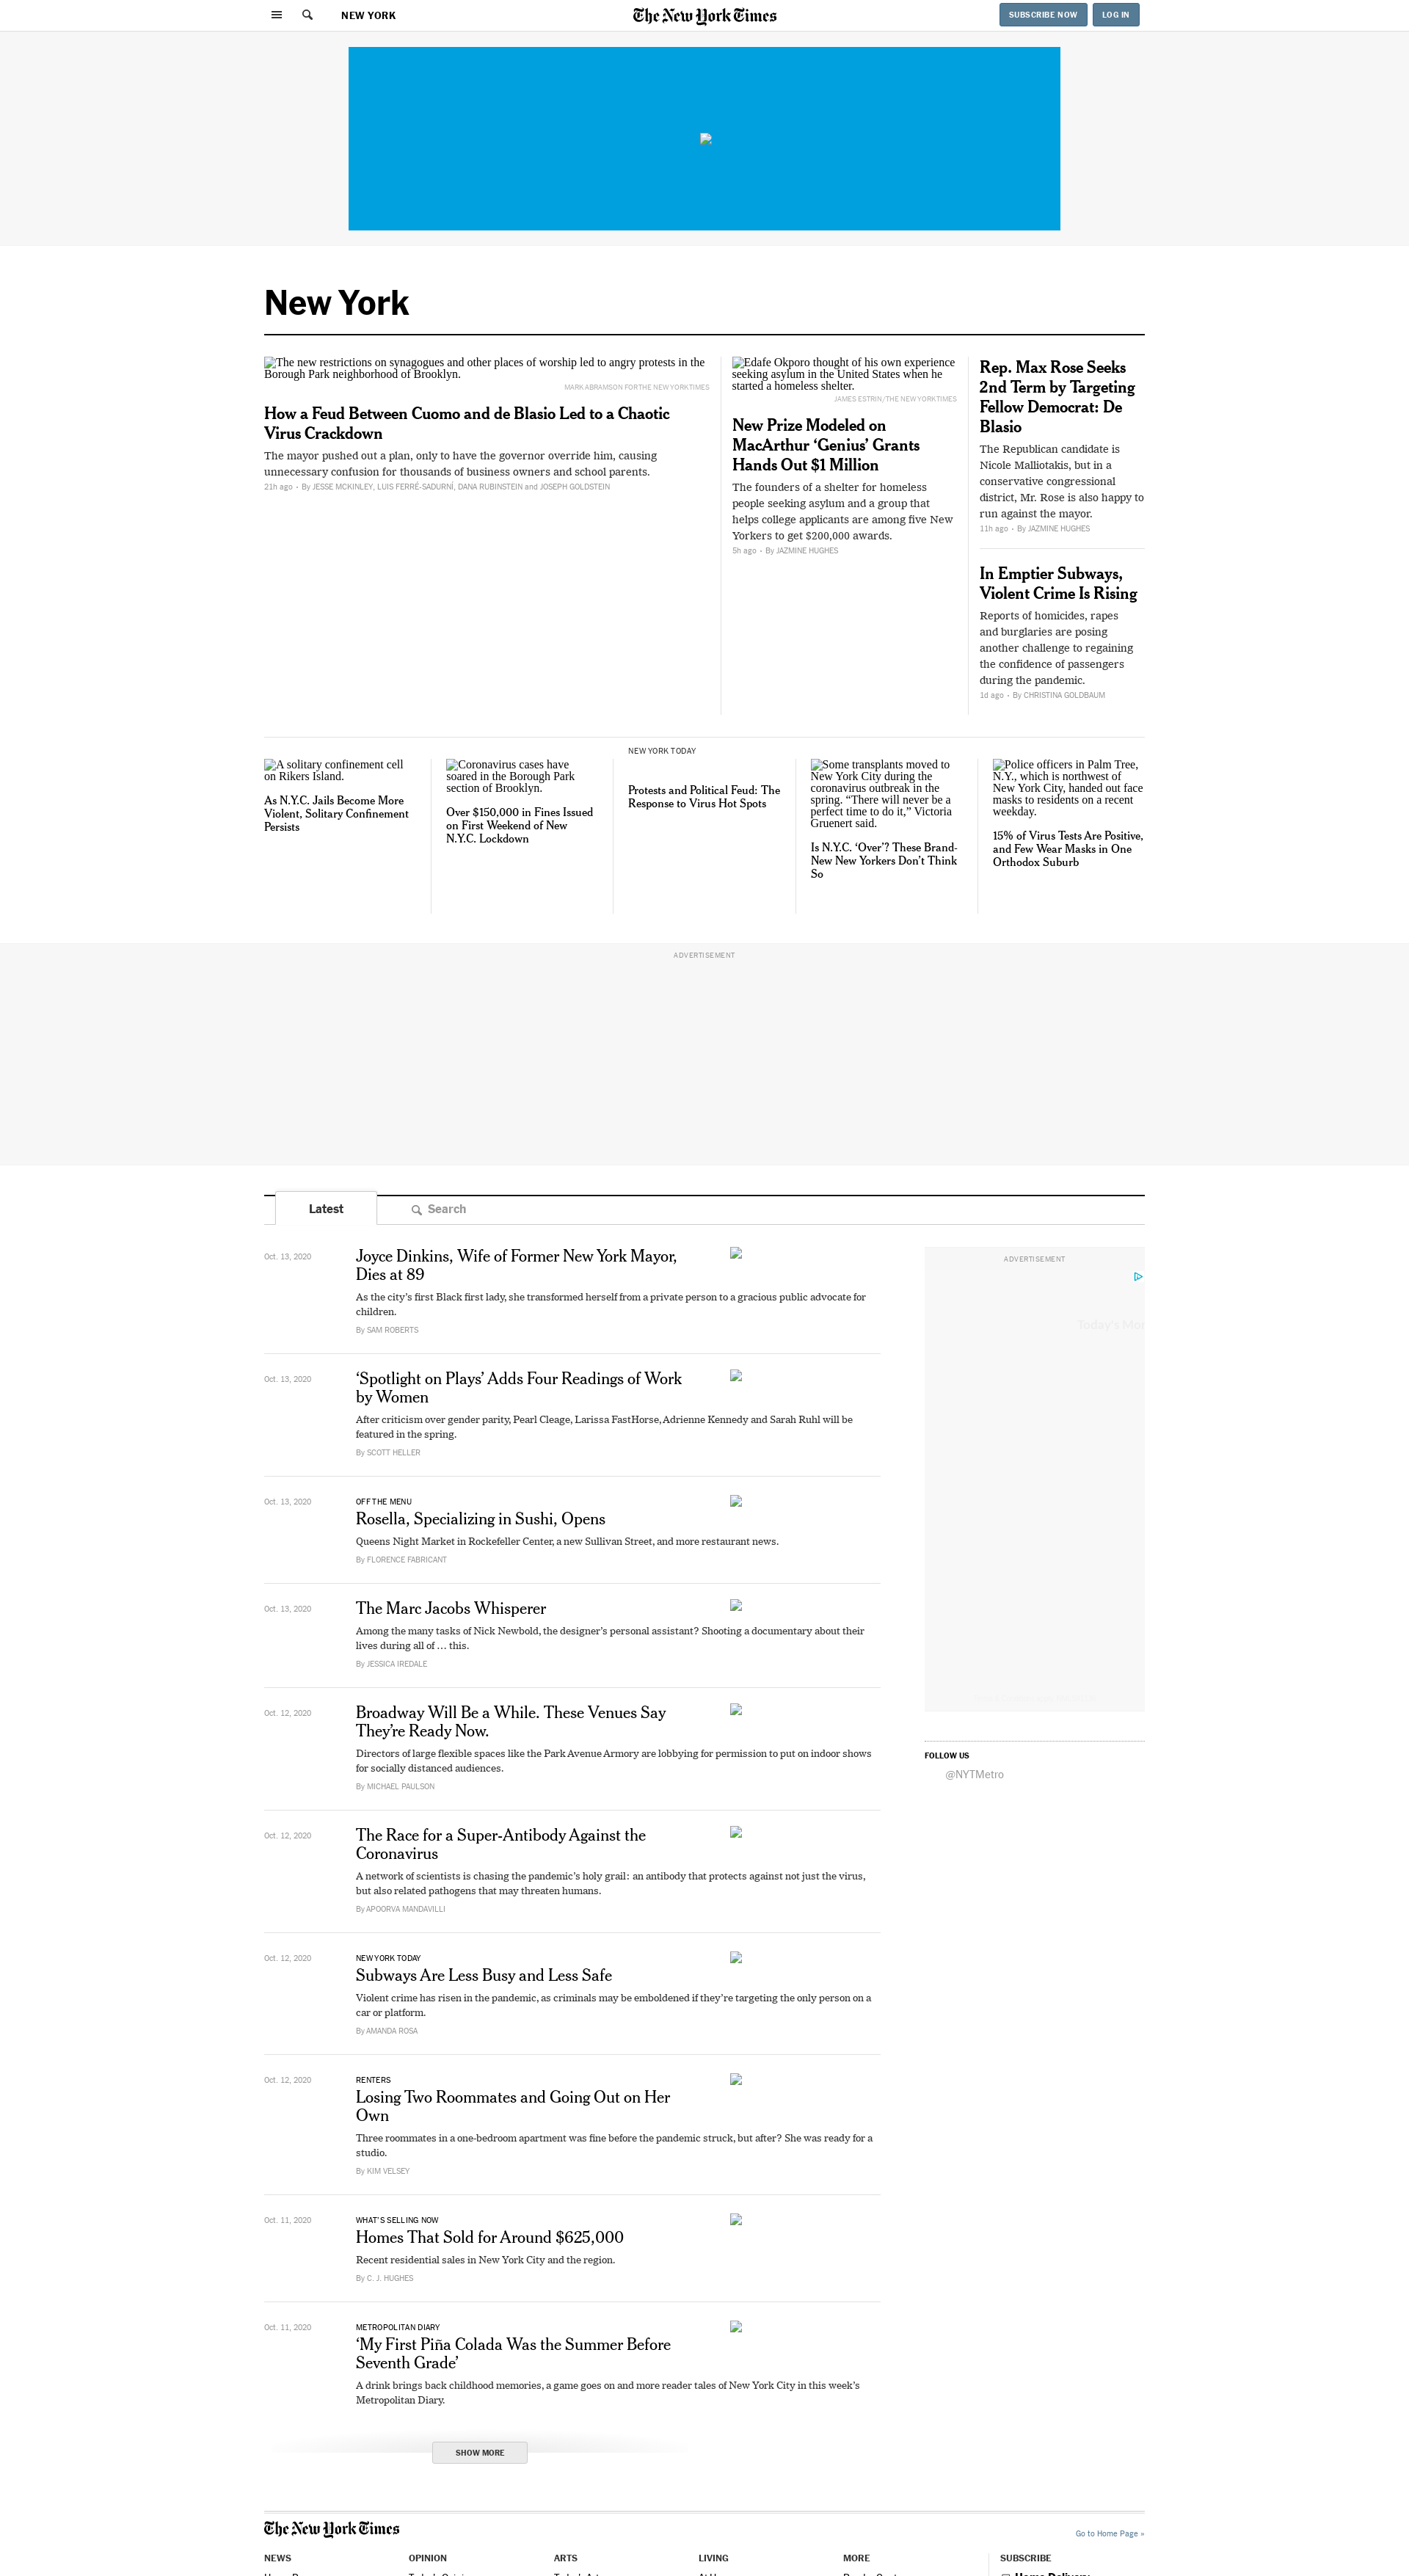 NEW YORK
The New York Times
SUBSCRIBE NOW
LOG IN
New York
The new restrictions on synagogues and other places of worship led to angry protests in the
Borough Park neighborhood of Brooklyn.
MARK ABRAMSON FOR THE NEW YORK TIMES
How a Feud Between Cuomo and de Blasio Led to a Chaotic
Virus Crackdown
The mayor pushed out a plan, only to have the governor override him, causing
unnecessary confusion for thousands of business owners and school parents.
21h ago • By JESSE MCKINLEY, LUIS FERRÉ-SADURNÍ, DANA RUBINSTEIN and JOSEPH GOLDSTEIN
Edafe Okporo thought of his own experience
seeking asylum in the United States when he
started a homeless shelter.
JAMES ESTRIN/THE NEW YORK TIMES
New Prize Modeled on
MacArthur ‘Genius’ Grants
Hands Out $1 Million
The founders of a shelter for homeless
people seeking asylum and a group that
helps college applicants are among five New
Yorkers to get $200,000 awards.
5h ago • By JAZMINE HUGHES
Rep. Max Rose Seeks
2nd Term by Targeting
Fellow Democrat: De
Blasio
The Republican candidate is
Nicole Malliotakis, but in a
conservative congressional
district, Mr. Rose is also happy to
run against the mayor.
11h ago • By JAZMINE HUGHES
In Emptier Subways,
Violent Crime Is Rising
Reports of homicides, rapes
and burglaries are posing
another challenge to regaining
the confidence of passengers
during the pandemic.
1d ago • By CHRISTINA GOLDBAUM
A solitary confinement cell
on Rikers Island.
As N.Y.C. Jails Become More
Violent, Solitary Confinement
Persists
Coronavirus cases have
soared in the Borough Park
section of Brooklyn.
Over $150,000 in Fines Issued
on First Weekend of New
N.Y.C. Lockdown
NEW YORK TODAY
Protests and Political Feud: The
Response to Virus Hot Spots
Some transplants moved to
New York City during the
coronavirus outbreak in the
spring. “There will never be a
perfect time to do it,” Victoria
Gruenert said.
Is N.Y.C. ‘Over’? These Brand-
New New Yorkers Don’t Think
So
Police officers in Palm Tree,
N.Y., which is northwest of
New York City, handed out face
masks to residents on a recent
weekday.
15% of Virus Tests Are Positive,
and Few Wear Masks in One
Orthodox Suburb
ADVERTISEMENT
Latest
Search
Oct. 13, 2020
Joyce Dinkins, Wife of Former New York Mayor,
Dies at 89
As the city’s first Black first lady, she transformed herself from a private person to a gracious public advocate for
children.
By SAM ROBERTS
Oct. 13, 2020
‘Spotlight on Plays’ Adds Four Readings of Work
by Women
After criticism over gender parity, Pearl Cleage, Larissa FastHorse, Adrienne Kennedy and Sarah Ruhl will be
featured in the spring.
By SCOTT HELLER
Oct. 13, 2020
OFF THE MENU
Rosella, Specializing in Sushi, Opens
Queens Night Market in Rockefeller Center, a new Sullivan Street, and more restaurant news.
By FLORENCE FABRICANT
Oct. 13, 2020
The Marc Jacobs Whisperer
Among the many tasks of Nick Newbold, the designer’s personal assistant? Shooting a documentary about their
lives during all of … this.
By JESSICA IREDALE
Oct. 12, 2020
Broadway Will Be a While. These Venues Say
They’re Ready Now.
Directors of large flexible spaces like the Park Avenue Armory are lobbying for permission to put on indoor shows
for socially distanced audiences.
By MICHAEL PAULSON
Oct. 12, 2020
The Race for a Super-Antibody Against the
Coronavirus
A network of scientists is chasing the pandemic’s holy grail: an antibody that protects against not just the virus,
but also related pathogens that may threaten humans.
By APOORVA MANDAVILLI
Oct. 12, 2020
NEW YORK TODAY
Subways Are Less Busy and Less Safe
Violent crime has risen in the pandemic, as criminals may be emboldened if they’re targeting the only person on a
car or platform.
By AMANDA ROSA
Oct. 12, 2020
RENTERS
Losing Two Roommates and Going Out on Her
Own
Three roommates in a one-bedroom apartment was fine before the pandemic struck, but after? She was ready for a
studio.
By KIM VELSEY
Oct. 11, 2020
WHAT’S SELLING NOW
Homes That Sold for Around $625,000
Recent residential sales in New York City and the region.
By C. J. HUGHES
Oct. 11, 2020
METROPOLITAN DIARY
‘My First Piña Colada Was the Summer Before
Seventh Grade’
A drink brings back childhood memories, a game goes on and more reader tales of New York City in this week’s
Metropolitan Diary.
SHOW MORE
ADVERTISEMENT
Today's
FOLLOW US
@NYTMetro
The New York Times
Go to Home Page »
NEWS
OPINION
ARTS
LIVING
MORE
SUBSCRIBE